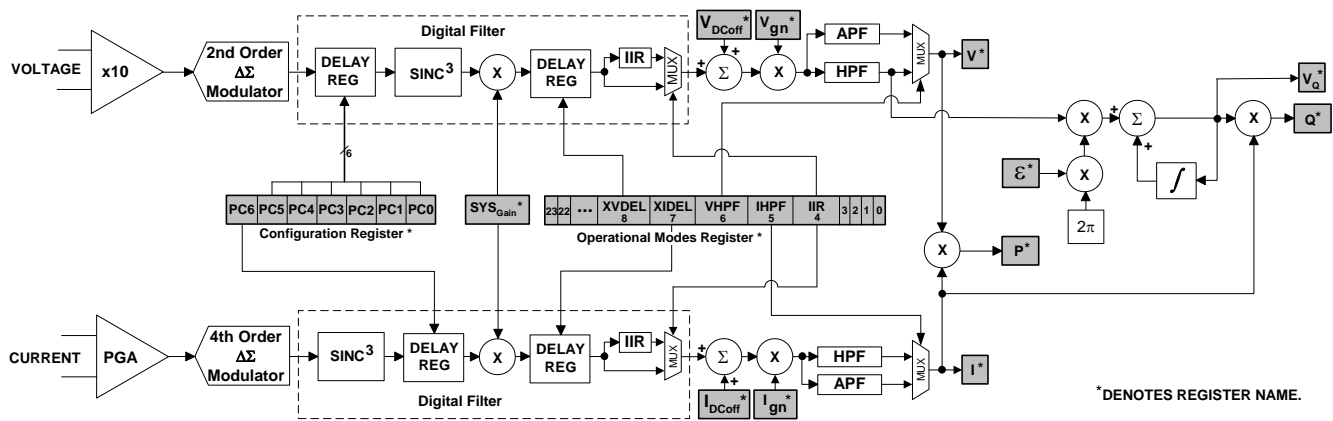 VOLTAGE
x10
2nd Order
ΔΣ
Modulator
Digital Filter
DELAY
REG
SINC3
X
DELAY
REG
IIR
MUX
VDCoff*
+
+
Σ
Vgn*
X
APF
HPF
MUX
V*
VQ*
X
+
Σ
+
X
Q*
ε*
X
∫
2π
6
PC6 PC5 PC4 PC3 PC2 PC1 PC0
Configuration Register *
SYSGain*
23 22 ... XVDEL 8 XIDEL 7 VHPF 6 IHPF 5 IIR 4 3 2 1 0
Operational Modes Register *
X
P*
CURRENT
PGA
4th Order
ΔΣ
Modulator
SINC3
DELAY
REG
X
DELAY
REG
IIR
MUX
Digital Filter
+
Σ
+
IDCoff*
X
Ign*
HPF
APF
MUX
I*
*DENOTES REGISTER NAME.